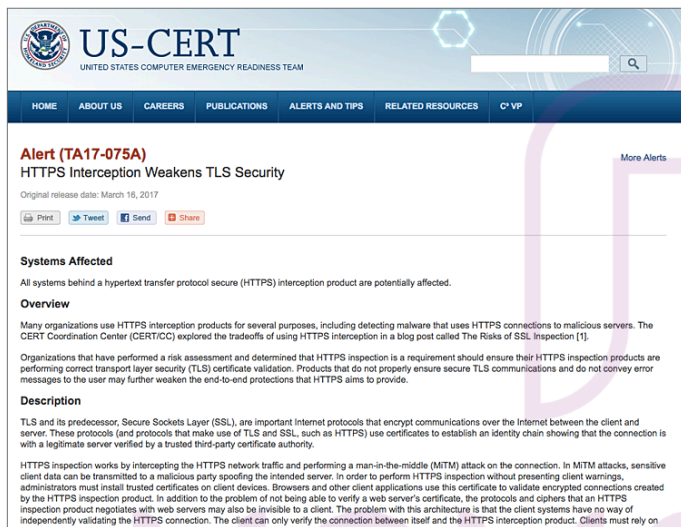 US-CERT
UNITED STATES COMPUTER EMERGENCY READINESS TEAM
HOME ABOUT US CAREERS PUBLICATIONS ALERTS AND TIPS RELATED RESOURCES C³ VP
Alert (TA17-075A)
More Alerts
HTTPS Interception Weakens TLS Security
Original release date: March 16, 2017
Print Tweet Send Share
Systems Affected
All systems behind a hypertext transfer protocol secure (HTTPS) interception product are potentially affected.
Overview
Many organizations use HTTPS interception products for several purposes, including detecting malware that uses HTTPS connections to malicious servers. The
CERT Coordination Center (CERT/CC) explored the tradeoffs of using HTTPS interception in a blog post called The Risks of SSL Inspection [1].
Organizations that have performed a risk assessment and determined that HTTPS inspection is a requirement should ensure their HTTPS inspection products are
performing correct transport layer security (TLS) certificate validation. Products that do not properly ensure secure TLS communications and do not convey error
messages to the user may further weaken the end-to-end protections that HTTPS aims to provide.
Description
TLS and its predecessor, Secure Sockets Layer (SSL), are important Internet protocols that encrypt communications over the Internet between the client and
server. These protocols (and protocols that make use of TLS and SSL, such as HTTPS) use certificates to establish an identity chain showing that the connection is
with a legitimate server verified by a trusted third-party certificate authority.
HTTPS inspection works by intercepting the HTTPS network traffic and performing a man-in-the-middle (MiTM) attack on the connection. In MiTM attacks, sensitive
client data can be transmitted to a malicious party spoofing the intended server. In order to perform HTTPS inspection without presenting client warnings,
administrators must install trusted certificates on client devices. Browsers and other client applications use this certificate to validate encrypted connections created
by the HTTPS inspection product. In addition to the problem of not being able to verify a web server's certificate, the protocols and ciphers that an HTTPS
inspection product negotiates with web servers may also be invisible to a client. The problem with this architecture is that the client systems have no way of
independently validating the HTTPS connection. The client can only verify the connection between itself and the HTTPS interception product. Clients must rely on